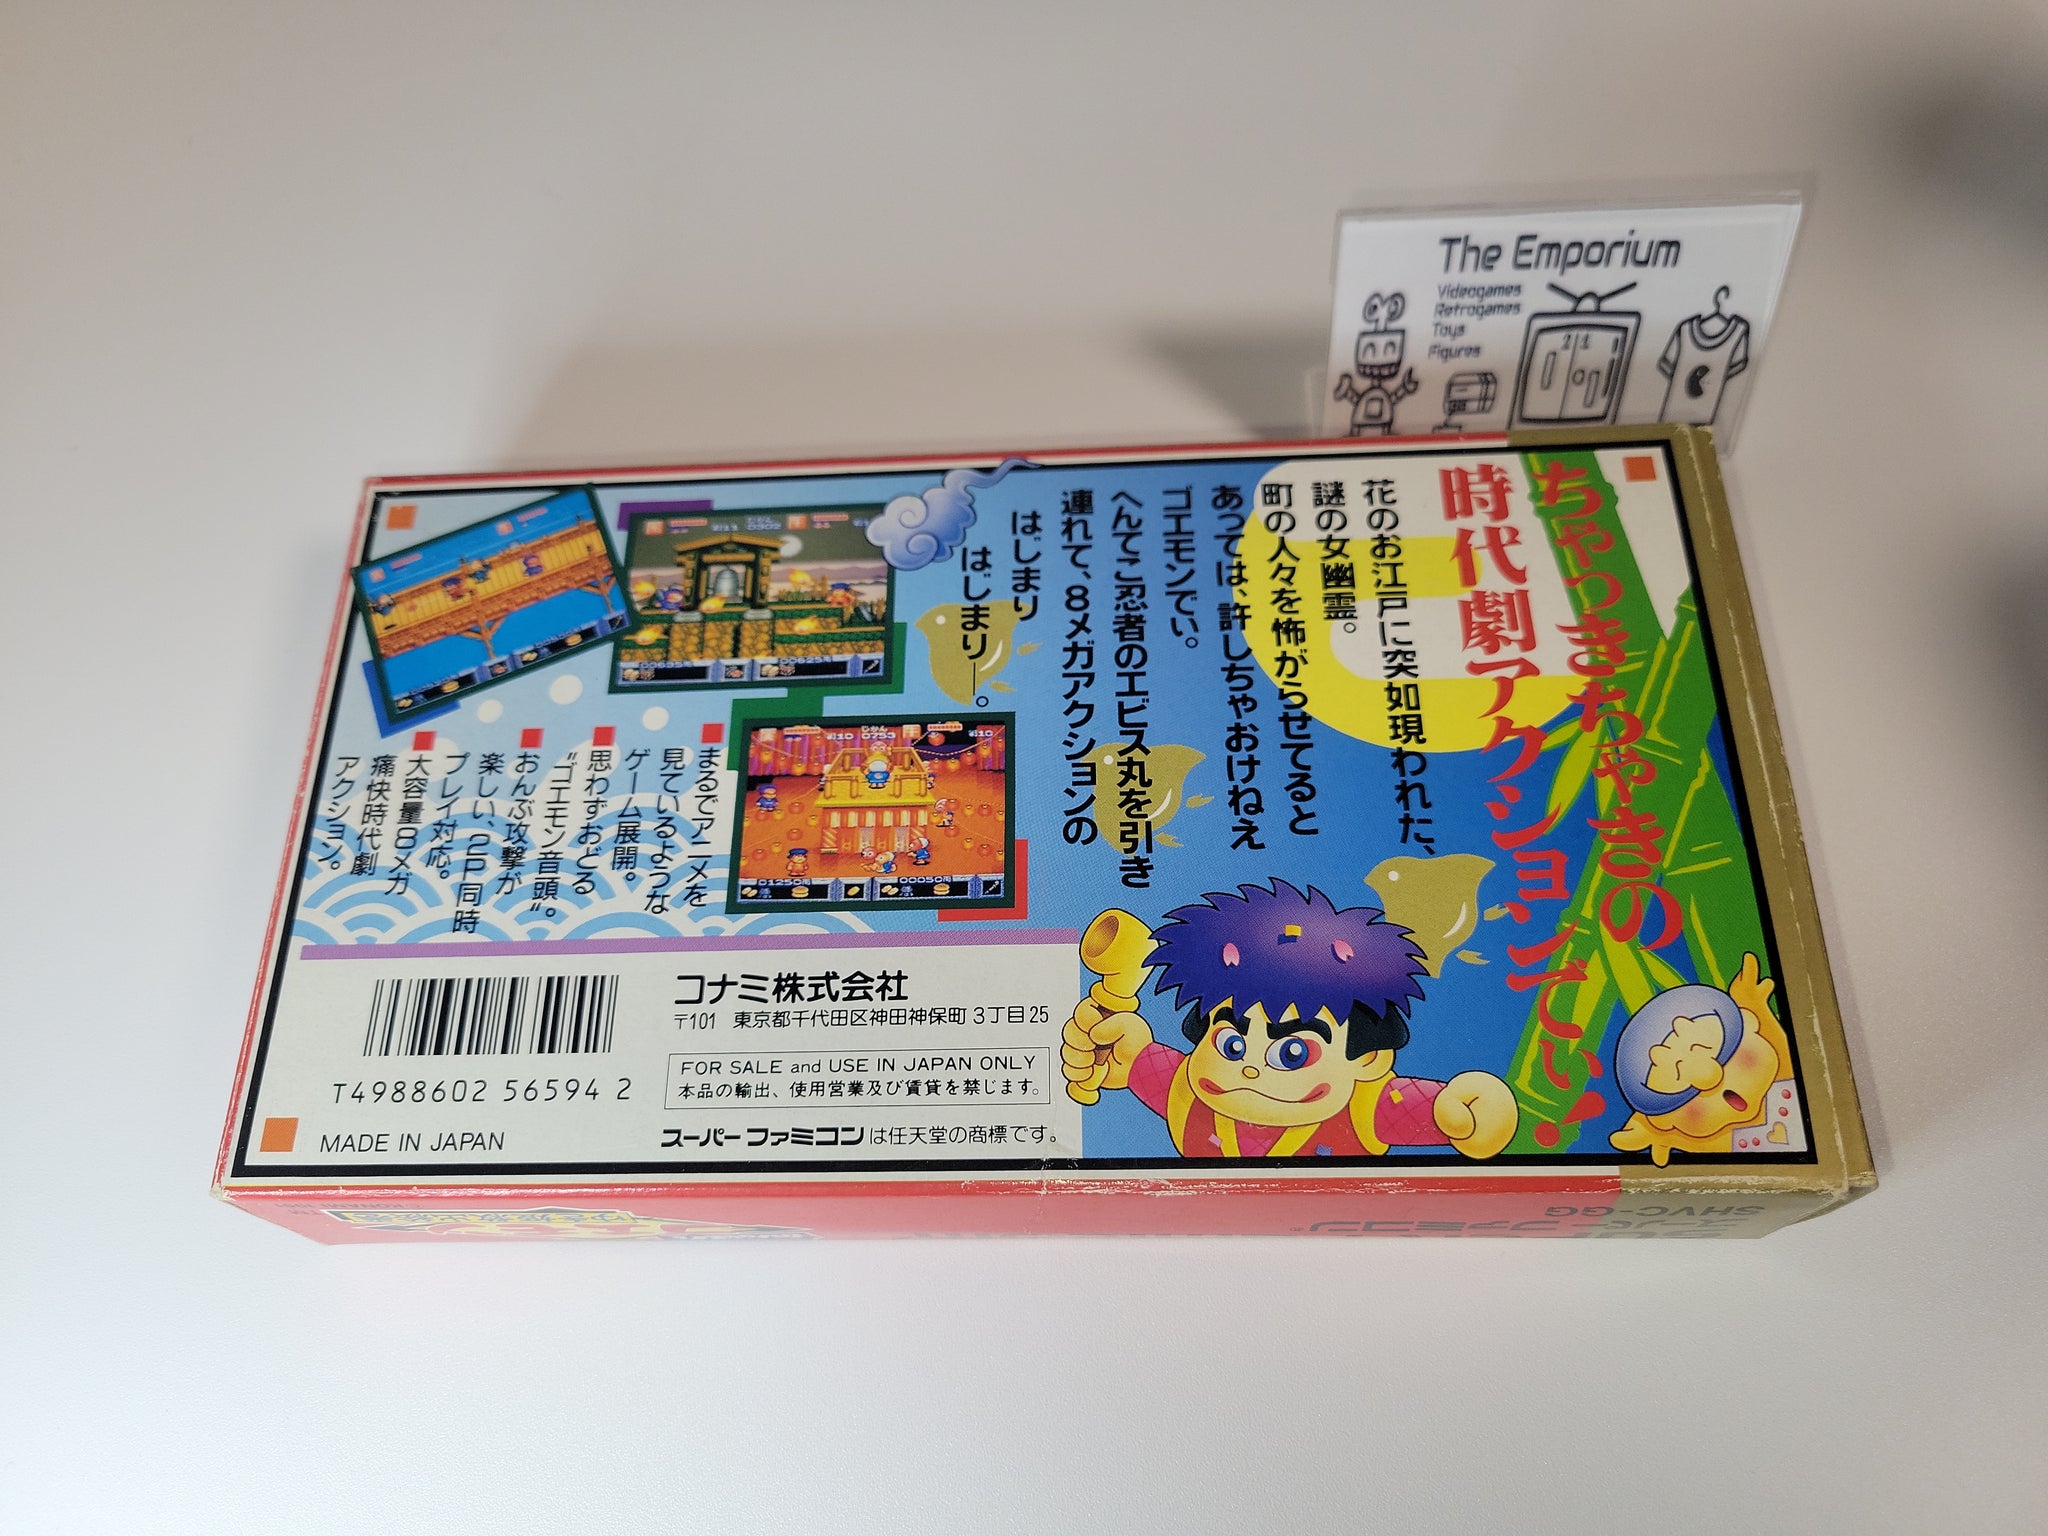 The Emporium
Videogames
Retrogames
Toys
Figures
ちゃっきちゃきの
時代劇アクションでぃ!
花のお江戸に突如現われた、
謎の女幽霊。
町の人々を怖がらせてると
あっては、許しちゃおけねえ
ゴエモンでぃ。
へんてこ忍者のエビス丸を引き
連れて、8メガアクションの
はじまり
はじまり―。
まるでアニメを
見ているような
ゲーム展開。
思わずおどる
“ゴエモン音頭”。
おんぶ攻撃が
楽しい、2P同時
プレイ対応。
大容量8メガ
痛快時代劇
アクション。
コナミ株式会社
〒101 東京都千代田区神田神保町3丁目25
FOR SALE and USE IN JAPAN ONLY
本品の輸出、使用営業及び賃貸を禁じます。
スーパーファミコンは任天堂の商標です。
T4988602 56594 2
MADE IN JAPAN
スーパーファミコン
SHVC-GG